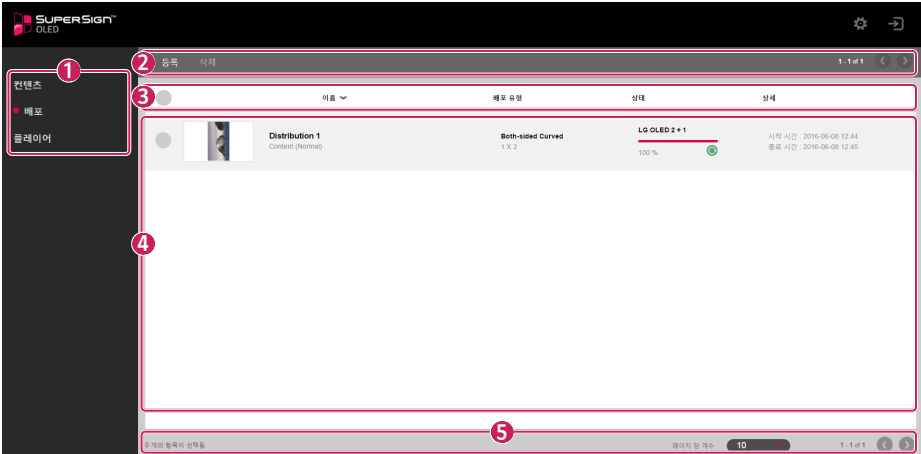 SUPERSIGN™
OLED
1
컨텐츠
배포
플레이어
2
등록 삭제
1 - 1 of 1
3
이름 배포 유형 상태 상세
Distribution 1
Content (Normal)
Both-sided Curved
1 X 2
LG OLED 2 + 1
100 %
시작 시간 : 2016-06-08 12:44
종료 시간 : 2016-06-08 12:45
4
5
0 개의 항목이 선택됨
페이지 당 개수 10
1 - 1 of 1